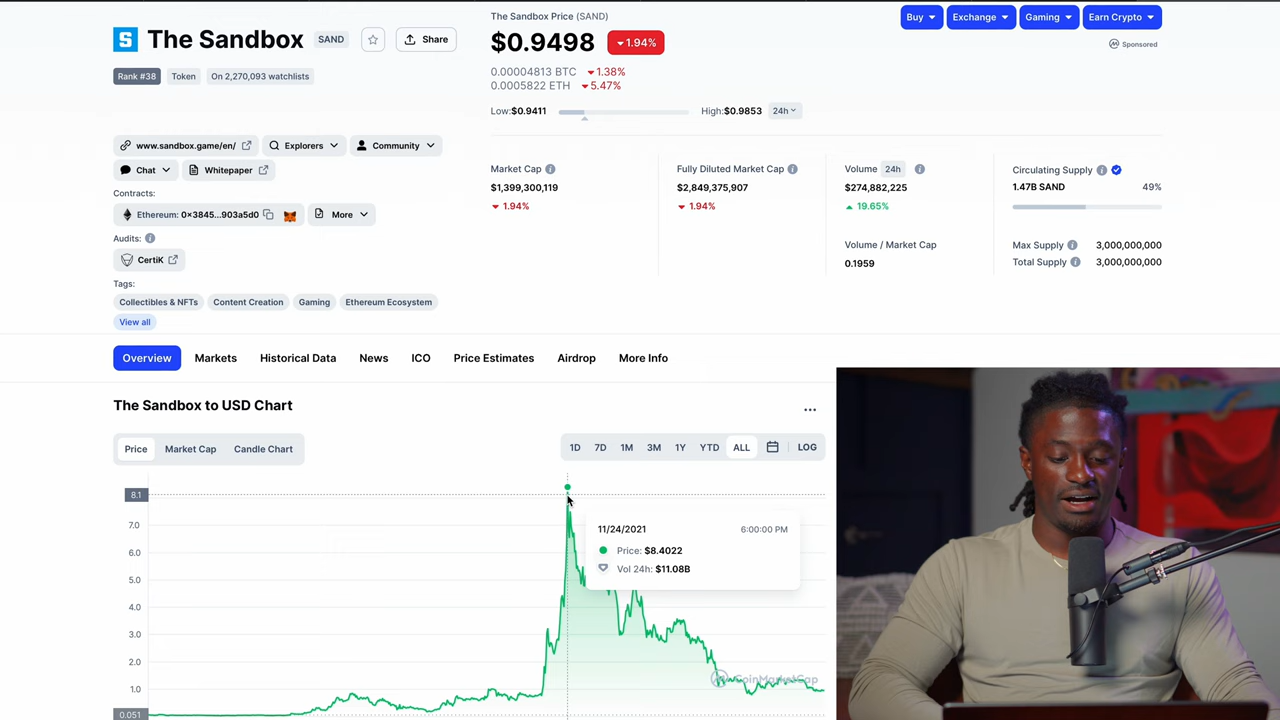 The Sandbox SAND Share
Rank #38 Token On 2,270,093 watchlists
www.sandbox.game/en/ Explorers Community
Chat Whitepaper
Contracts:
Ethereum: 0x3845...903a5d0 More
Audits:
CertiK
Tags:
Collectibles & NFTs Content Creation Gaming Ethereum Ecosystem
View all
The Sandbox Price (SAND)
$0.9498 1.94%
0.00004813 BTC 1.38%
0.0005822 ETH 5.47%
Low:$0.9411 High:$0.9853 24h
Buy Exchange Gaming Earn Crypto
Sponsored
Market Cap
$1,399,300,119
1.94%
Fully Diluted Market Cap
$2,849,375,907
1.94%
Volume 24h
$274,882,225
19.65%
Volume / Market Cap
0.1959
Circulating Supply
1.47B SAND 49%
Max Supply 3,000,000,000
Total Supply 3,000,000,000
Overview Markets Historical Data News ICO Price Estimates Airdrop More Info
The Sandbox to USD Chart
Price Market Cap Candle Chart 1D 7D 1M 3M 1Y YTD ALL LOG
8.1
7.0
6.0
5.0
4.0
3.0
2.0
1.0
0.051
11/24/2021 6:00:00 PM
Price: $8.4022
Vol 24h: $11.08B
CoinMarketCap